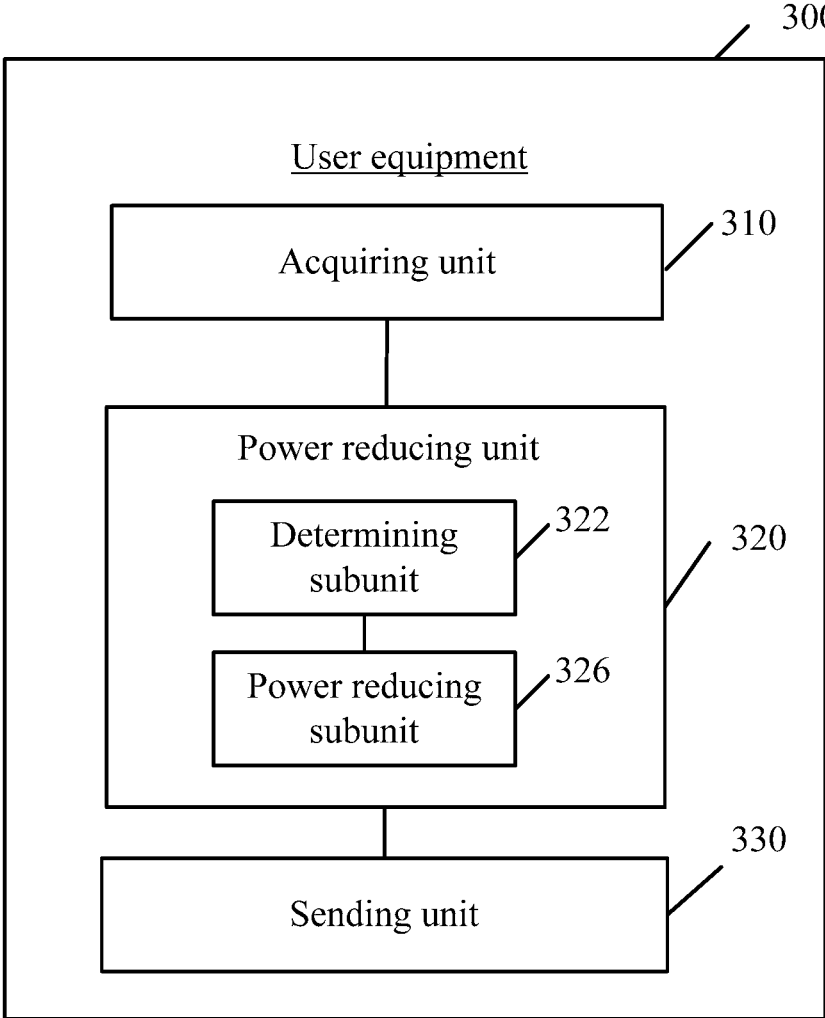 300
User equipment
310
Acquiring unit
Power reducing unit
322
Determining
subunit
320
326
Power reducing
subunit
330
Sending unit